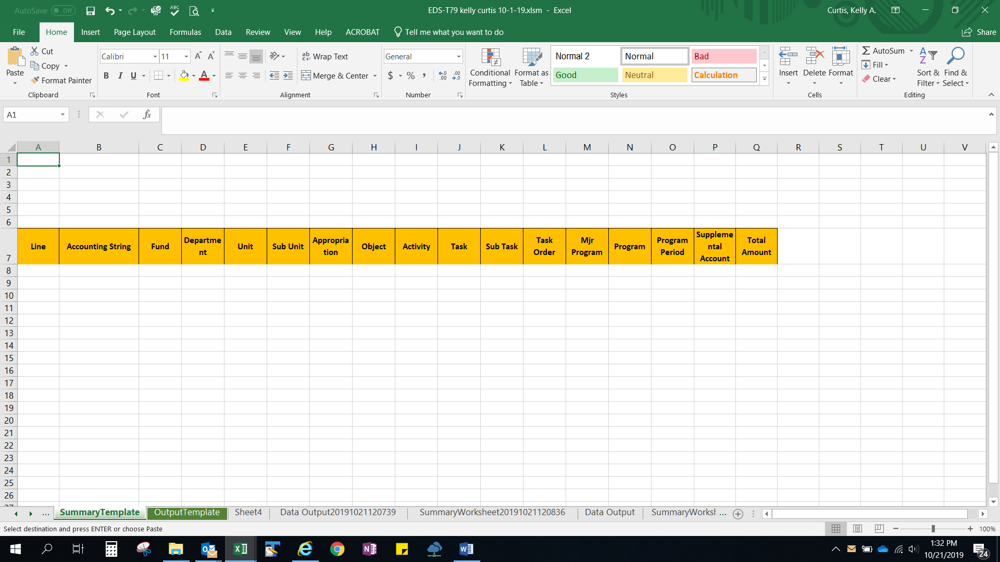 AutoSave Off
EDS-T79 kelly curtis 10-1-19.xlsm - Excel
Curtis, Kelly A.
File Home Insert Page Layout Formulas Data Review View Help ACROBAT Tell me what you want to do Share
Paste
Cut
Copy
Format Painter
Clipboard
Calibri 11
B I U
Font
Wrap Text
Merge & Center
Alignment
General
$ % ,
Number
Conditional Formatting
Format as Table
Normal 2 Normal Bad
Good Neutral Calculation
Styles
Insert Delete Format
Cells
AutoSum
Fill
Clear
Sort & Filter
Find & Select
Editing
A1
fx
A B C D E F G H I J K L M N O P Q R S T U V
1
2
3
4
5
6
7 Line Accounting String Fund Departme nt Unit Sub Unit Appropria tion Object Activity Task Sub Task Task Order Mjr Program Program Program Period Suppleme ntal Account Total Amount
8
9
10
11
12
13
14
15
16
17
18
19
20
21
22
23
24
25
26
... SummaryTemplate OutputTemplate Sheet4 Data Output20191021120739 SummaryWorksheet20191021120836 Data Output SummaryWorksl ...
Select destination and press ENTER or choose Paste
100%
1:32 PM
10/21/2019
24